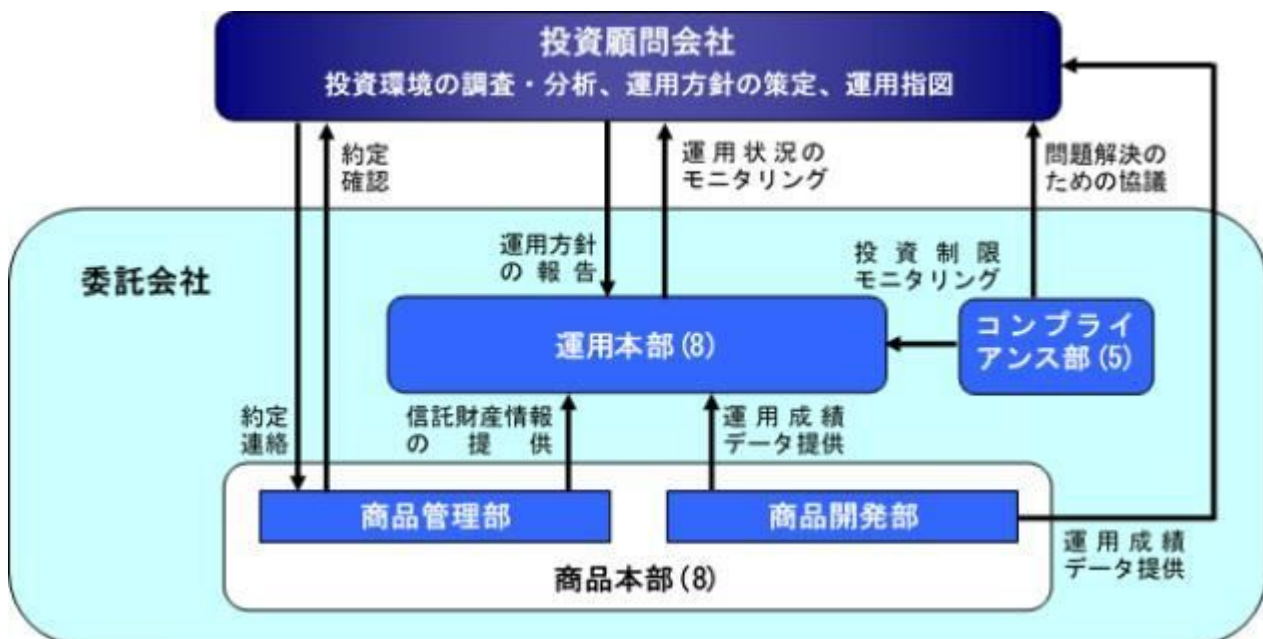 投資顧問会社
投資環境の調査・分析、運用方針の策定、運用指図
約定
確認
運用状況の
モニタリング
問題解決の
ための協議
委託会社
運用方針
の報告
投資制限
モニタリング
運用本部(8)
コンプライ
アンス部(5)
約定
連絡
信託財産情報
の提供
運用成績
データ提供
商品管理部
商品開発部
運用成績
データ提供
商品本部(8)